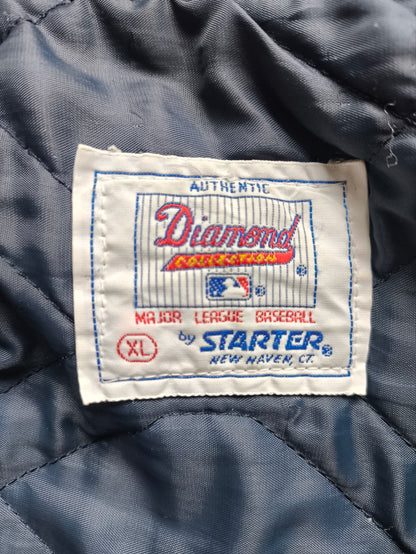 AUTHENTIC
Diamond
COLLECTION ®
®
MAJOR LEAGUE BASEBALL
XL by STARTER®
NEW HAVEN, CT.